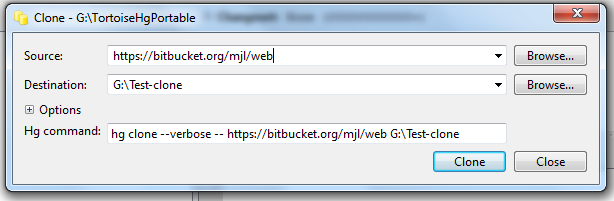 Clone - G:\TortoiseHgPortable
Source: https://bitbucket.org/mjl/web Browse...
Destination: G:\Test-clone Browse...
Options
Hg command: hg clone --verbose -- https://bitbucket.org/mjl/web G:\Test-clone
Clone Close